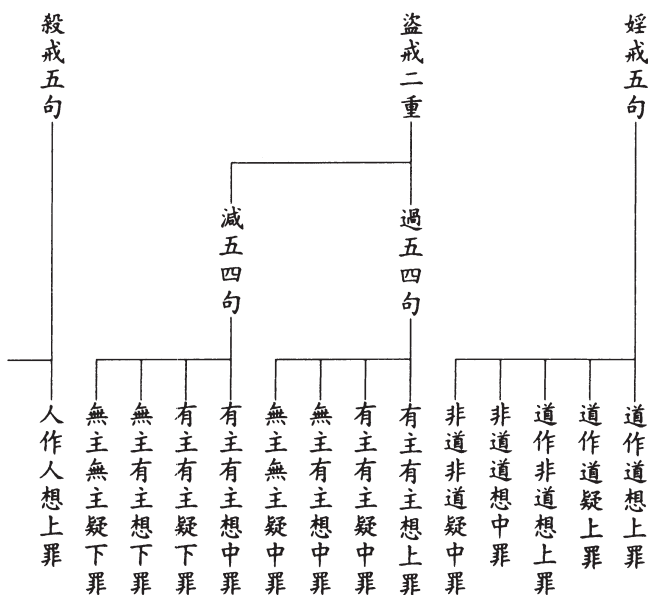 婬戒五句
道作道想上罪
道作道疑上罪
道作非道想上罪
非道道想中罪
非道非道疑中罪
盜戒二重
過五四句
有主有主想上罪
有主有主疑中罪
無主有主想中罪
無主無主疑中罪
減五四句
有主有主想中罪
有主有主疑下罪
無主有主想下罪
無主無主疑下罪
殺戒五句
人作人想上罪